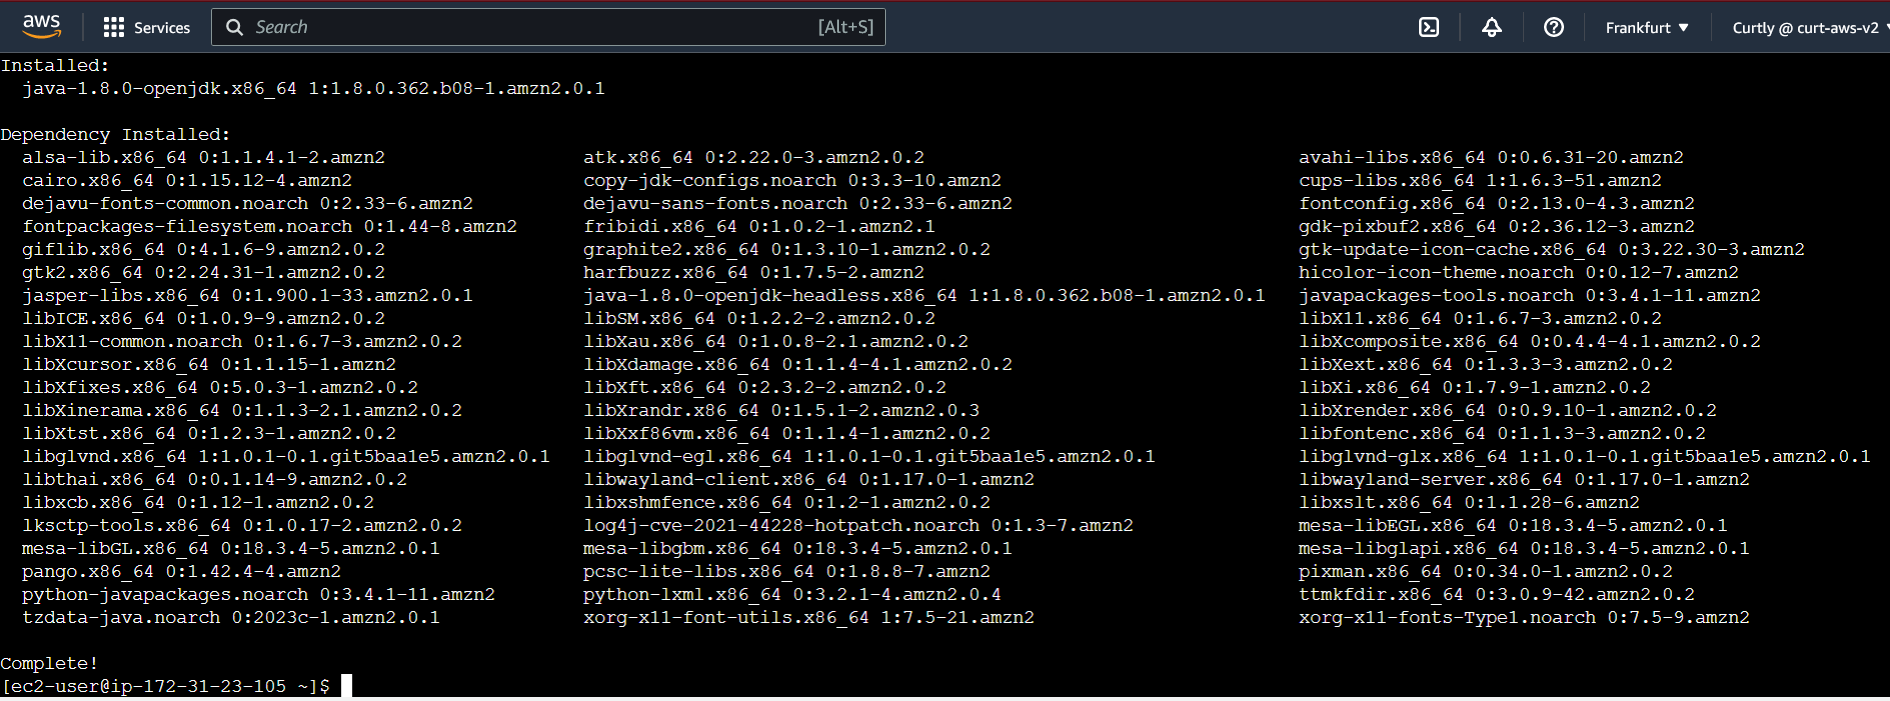 aws Services Search [Alt+S] Frankfurt ▼ Curtly @ curt-aws-v2
Installed:
  java-1.8.0-openjdk.x86_64 1:1.8.0.362.b08-1.amzn2.0.1

Dependency Installed:
  alsa-lib.x86_64 0:1.1.4.1-2.amzn2 atk.x86_64 0:2.22.0-3.amzn2.0.2 avahi-libs.x86_64 0:0.6.31-20.amzn2
  cairo.x86_64 0:1.15.12-4.amzn2 copy-jdk-configs.noarch 0:3.3-10.amzn2 cups-libs.x86_64 1:1.6.3-51.amzn2
  dejavu-fonts-common.noarch 0:2.33-6.amzn2 dejavu-sans-fonts.noarch 0:2.33-6.amzn2 fontconfig.x86_64 0:2.13.0-4.3.amzn2
  fontpackages-filesystem.noarch 0:1.44-8.amzn2 fribidi.x86_64 0:1.0.2-1.amzn2.1 gdk-pixbuf2.x86_64 0:2.36.12-3.amzn2
  giflib.x86_64 0:4.1.6-9.amzn2.0.2 graphite2.x86_64 0:1.3.10-1.amzn2.0.2 gtk-update-icon-cache.x86_64 0:3.22.30-3.amzn2
  gtk2.x86_64 0:2.24.31-1.amzn2.0.2 harfbuzz.x86_64 0:1.7.5-2.amzn2 hicolor-icon-theme.noarch 0:0.12-7.amzn2
  jasper-libs.x86_64 0:1.900.1-33.amzn2.0.1 java-1.8.0-openjdk-headless.x86_64 1:1.8.0.362.b08-1.amzn2.0.1 javapackages-tools.noarch 0:3.4.1-11.amzn2
  libICE.x86_64 0:1.0.9-9.amzn2.0.2 libSM.x86_64 0:1.2.2-2.amzn2.0.2 libX11.x86_64 0:1.6.7-3.amzn2.0.2
  libX11-common.noarch 0:1.6.7-3.amzn2.0.2 libXau.x86_64 0:1.0.8-2.1.amzn2.0.2 libXcomposite.x86_64 0:0.4.4-4.1.amzn2.0.2
  libXcursor.x86_64 0:1.1.15-1.amzn2 libXdamage.x86_64 0:1.1.4-4.1.amzn2.0.2 libXext.x86_64 0:1.3.3-3.amzn2.0.2
  libXfixes.x86_64 0:5.0.3-1.amzn2.0.2 libXft.x86_64 0:2.3.2-2.amzn2.0.2 libXi.x86_64 0:1.7.9-1.amzn2.0.2
  libXinerama.x86_64 0:1.1.3-2.1.amzn2.0.2 libXrandr.x86_64 0:1.5.1-2.amzn2.0.3 libXrender.x86_64 0:0.9.10-1.amzn2.0.2
  libXtst.x86_64 0:1.2.3-1.amzn2.0.2 libXxf86vm.x86_64 0:1.1.4-1.amzn2.0.2 libfontenc.x86_64 0:1.1.3-3.amzn2.0.2
  libglvnd.x86_64 1:1.0.1-0.1.git5baa1e5.amzn2.0.1 libglvnd-egl.x86_64 1:1.0.1-0.1.git5baa1e5.amzn2.0.1 libglvnd-glx.x86_64 1:1.0.1-0.1.git5baa1e5.amzn2.0.1
  libthai.x86_64 0:0.1.14-9.amzn2.0.2 libwayland-client.x86_64 0:1.17.0-1.amzn2 libwayland-server.x86_64 0:1.17.0-1.amzn2
  libxcb.x86_64 0:1.12-1.amzn2.0.2 libxshmfence.x86_64 0:1.2-1.amzn2.0.2 libxslt.x86_64 0:1.1.28-6.amzn2
  lksctp-tools.x86_64 0:1.0.17-2.amzn2.0.2 log4j-cve-2021-44228-hotpatch.noarch 0:1.3-7.amzn2 mesa-libEGL.x86_64 0:18.3.4-5.amzn2.0.1
  mesa-libGL.x86_64 0:18.3.4-5.amzn2.0.1 mesa-libgbm.x86_64 0:18.3.4-5.amzn2.0.1 mesa-libglapi.x86_64 0:18.3.4-5.amzn2.0.1
  pango.x86_64 0:1.42.4-4.amzn2 pcsc-lite-libs.x86_64 0:1.8.8-7.amzn2 pixman.x86_64 0:0.34.0-1.amzn2.0.2
  python-javapackages.noarch 0:3.4.1-11.amzn2 python-lxml.x86_64 0:3.2.1-4.amzn2.0.4 ttmkfdir.x86_64 0:3.0.9-42.amzn2.0.2
  tzdata-java.noarch 0:2023c-1.amzn2.0.1 xorg-x11-font-utils.x86_64 1:7.5-21.amzn2 xorg-x11-fonts-Type1.noarch 0:7.5-9.amzn2

Complete!
[ec2-user@ip-172-31-23-105 ~]$